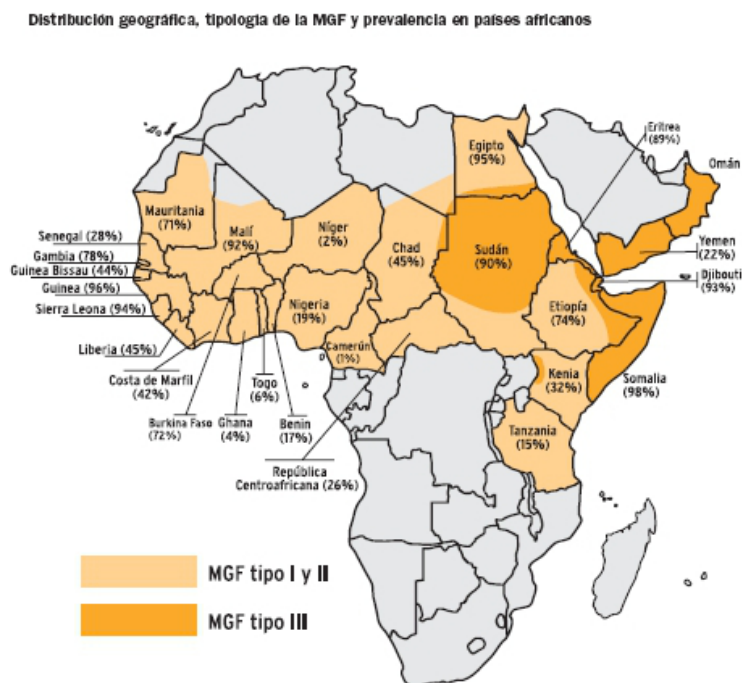 Distribución geográfica, tipología de la MGF y prevalencia en países africanos
Eritrea
(89%)
Egipto
(95%)
Omán
Mauritania
(71%)
Malí
(92%)
Níger
(2%)
Chad
(45%)
Sudán
(90%)
Yemen
(22%)
Djibouti
(93%)
Senegal (28%)
Gambia (78%)
Guinea Bissau (44%)
Guinea (96%)
Sierra Leona (94%)
Nigeria
(19%)
Etiopía
(74%)
Liberia (45%)
Camerún
(1%)
Costa de Marfil
(42%)
Togo
(6%)
Kenia
(32%)
Somalia
(98%)
Burkina Faso
(72%)
Ghana
(4%)
Benin
(17%)
Tanzania
(15%)
República
Centroafricana (26%)
MGF tipo I y II
MGF tipo III